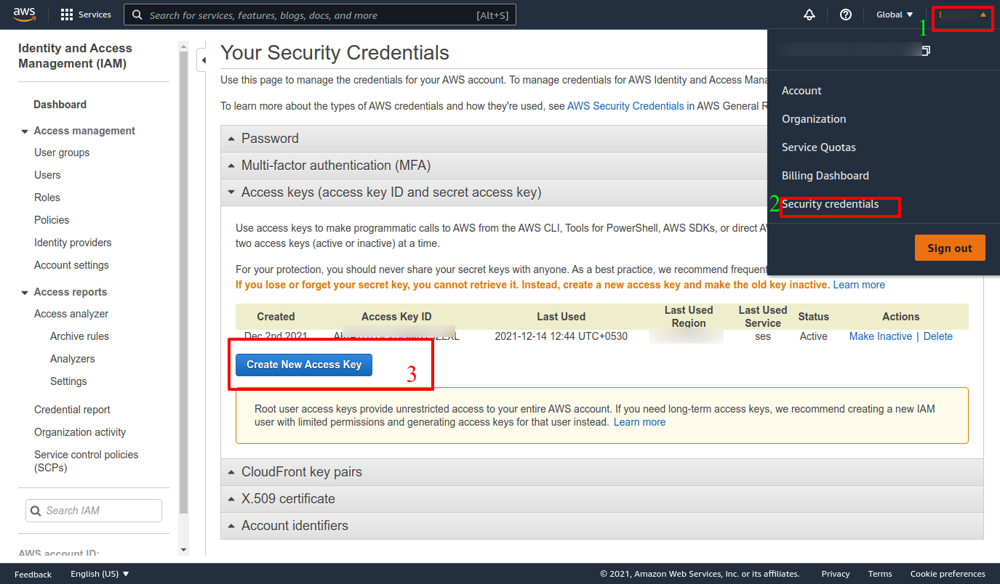 aws
Services
Search for services, features, blogs, docs, and more
[Alt+S]
Global
1
Identity and Access
Management (IAM)
Dashboard
Access management
User groups
Users
Roles
Policies
Identity providers
Account settings
Access reports
Access analyzer
Archive rules
Analyzers
Settings
Credential report
Organization activity
Service control policies
(SCPs)
Search IAM
AWS account ID:
Your Security Credentials
Use this page to manage the credentials for your AWS account. To manage credentials for AWS Identity and Access
To learn more about the types of AWS credentials and how they're used, see AWS Security Credentials in AWS General
Password
Multi-factor authentication (MFA)
Access keys (access key ID and secret access key)
Use access keys to make programmatic calls to AWS from the AWS CLI, Tools for PowerShell, AWS SDKs, or direct
two access keys (active or inactive) at a time.
For your protection, you should never share your secret keys with anyone. As a best practice, we recommend
If you lose or forget your secret key, you cannot retrieve it. Instead, create a new access key and make the old key inactive. Learn more
Created
Access Key ID
Last Used
Last Used
Region
Last Used
Service
Status
Actions
Dec 2nd 2021
2021-12-14 12:44 UTC+0530
ses
Active
Make Inactive | Delete
Create New Access Key
3
Root user access keys provide unrestricted access to your entire AWS account. If you need long-term access keys, we recommend creating a new IAM
user with limited permissions and generating access keys for that user instead. Learn more
CloudFront key pairs
X.509 certificate
Account identifiers
Account
Organization
Service Quotas
Billing Dashboard
2
Security credentials
Sign out
Feedback
English (US)
© 2021, Amazon Web Services, Inc. or its affiliates.
Privacy
Terms
Cookie preferences